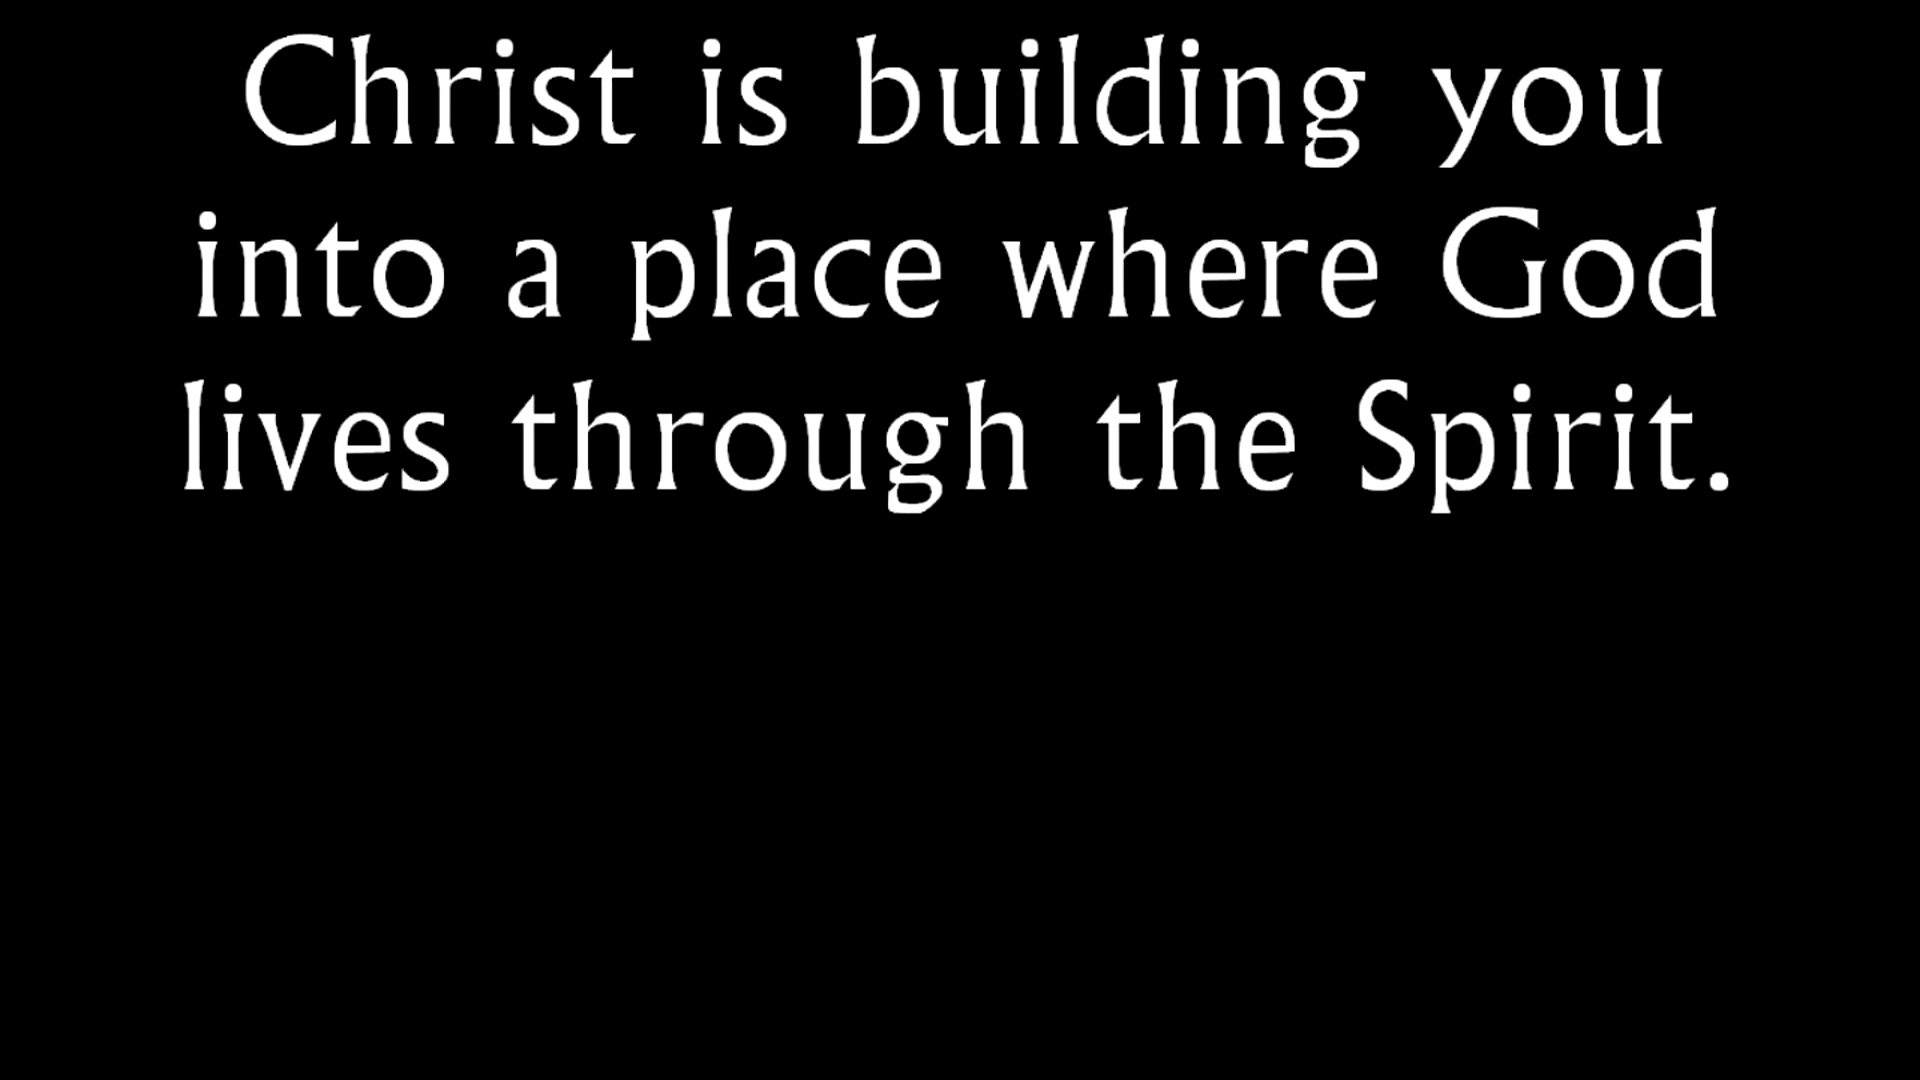 Christ is building you
into a place where God
lives through the Spirit.